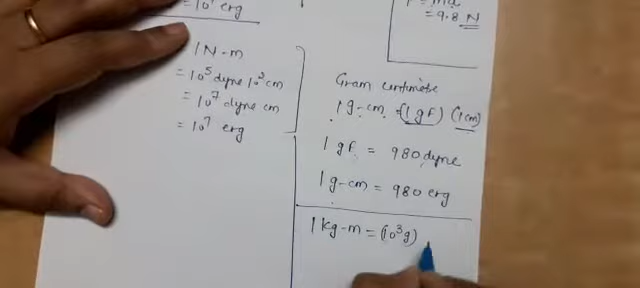 = 10⁷ erg
= 9.8 N
1 N-m
= 10⁵ dyne 10² cm
= 10⁷ dyne cm
= 10⁷ erg
Gram centimetre
1 g-cm = (1 gF) (1 cm)
1 gF = 980 dyne
1 g-cm = 980 erg
1 kg-m = (10³g)